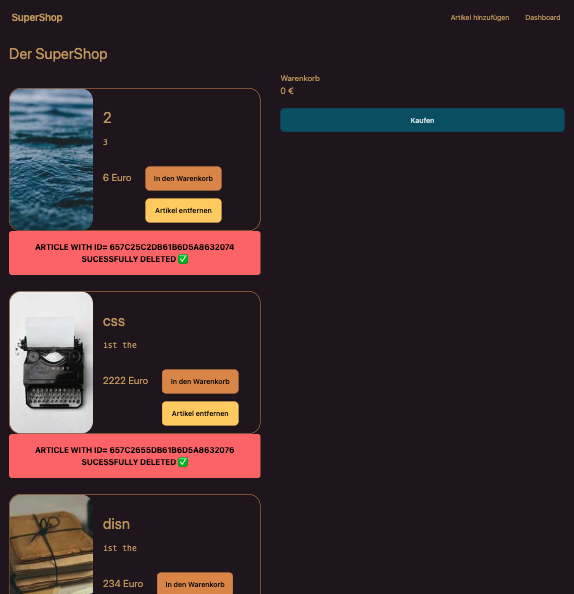 SuperShop
Artikel hinzufügen
Dashboard
Der SuperShop
Warenkorb
0 €
Kaufen
2
3
6 Euro
In den Warenkorb
Artikel entfernen
ARTICLE WITH ID= 657C25C2DB61B6D5A8632074
SUCESSFULLY DELETED ✅
css
ist the
2222 Euro
In den Warenkorb
Artikel entfernen
ARTICLE WITH ID= 657C2655DB61B6D5A8632076
SUCESSFULLY DELETED ✅
disn
ist the
234 Euro
In den Warenkorb